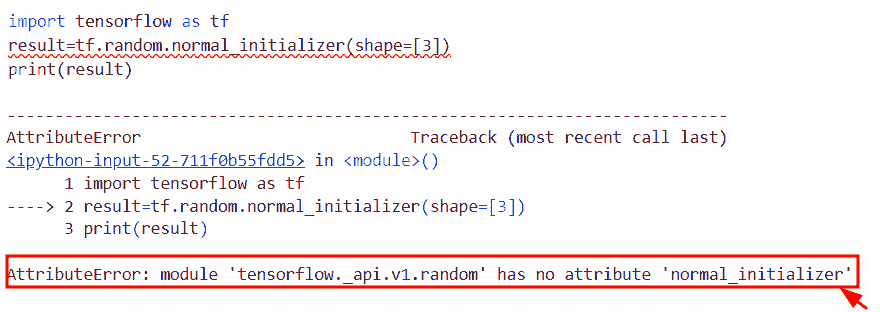 import tensorflow as tf
result=tf.random.normal_initializer(shape=[3])
print(result)
---------------------------------------------------------------------------
AttributeError                            Traceback (most recent call last)
<ipython-input-52-711f0b55fdd5> in <module>()
      1 import tensorflow as tf
----> 2 result=tf.random.normal_initializer(shape=[3])
      3 print(result)
AttributeError: module 'tensorflow._api.v1.random' has no attribute 'normal_initializer'